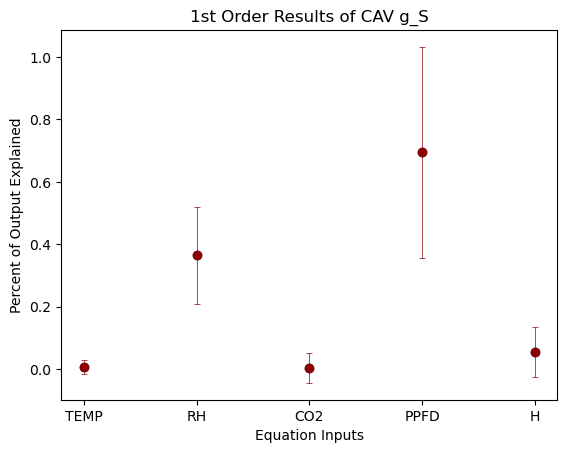 1st Order Results of CAV g_S
Percent of Output Explained
1.0
0.8
0.6
0.4
0.2
0.0
TEMP RH CO2 PPFD H
Equation Inputs